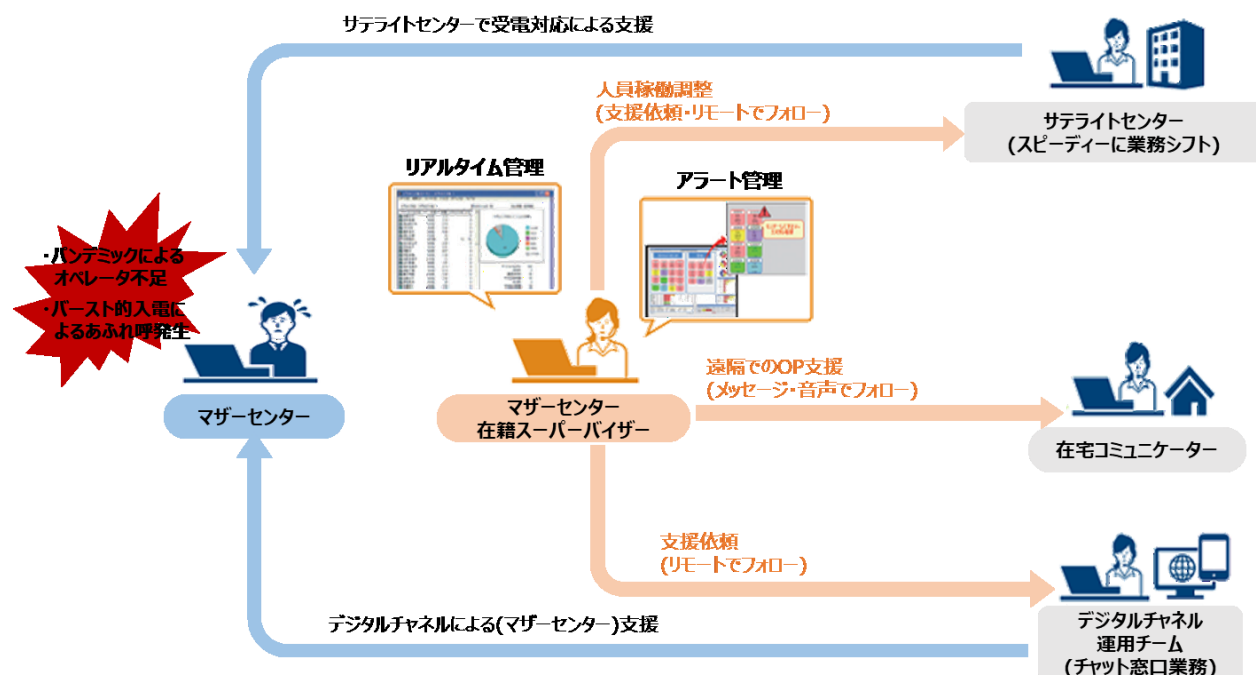 サテライトセンターで受電対応による支援
人員稼働調整
(支援依頼・リモートでフォロー)
サテライトセンター
(スピーディーに業務シフト)
リアルタイム管理
アラート管理
・パンデミックによる
オペレータ不足
・バースト的入電に
よるあふれ呼発生
マザーセンター
マザーセンター
在籍スーパーバイザー
遠隔でのOP支援
(メッセージ・音声でフォロー)
在宅コミュニケーター
支援依頼
(リモートでフォロー)
デジタルチャネルによる(マザーセンター)支援
デジタルチャネル
運用チーム
(チャット窓口業務)